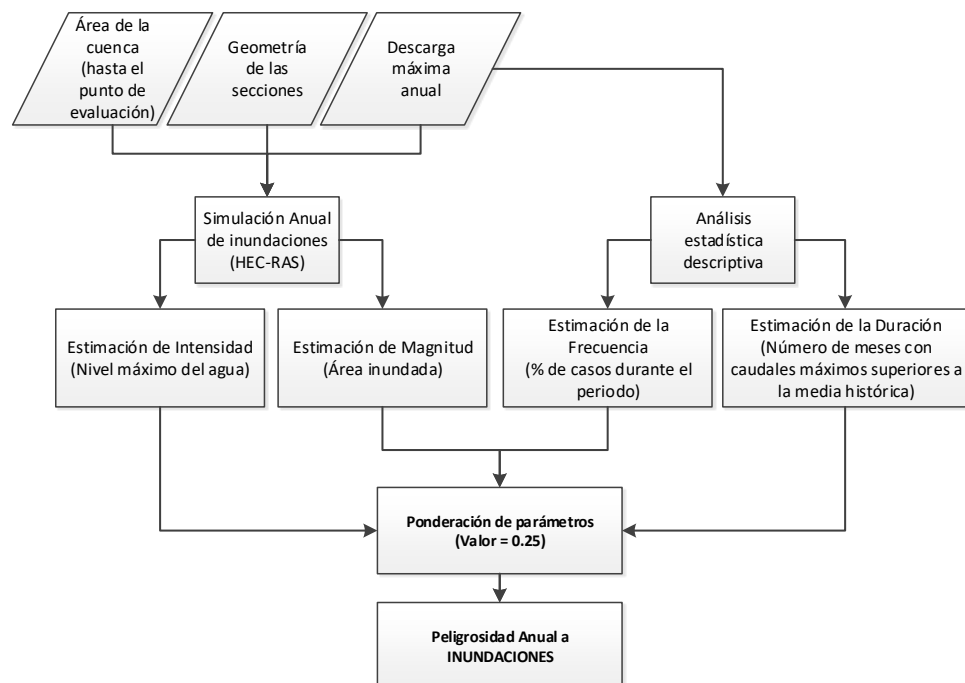 Área de la
cuenca
(hasta el
punto de
evaluación)
Geometría
de las
secciones
Descarga
máxima
anual
Simulación Anual
de inundaciones
(HEC-RAS)
Análisis
estadística
descriptiva
Estimación de Intensidad
(Nivel máximo del agua)
Estimación de Magnitud
(Área inundada)
Estimación de la
Frecuencia
(% de casos durante el
periodo)
Estimación de la Duración
(Número de meses con
caudales máximos superiores a
la media histórica)
Ponderación de parámetros
(Valor = 0.25)
Peligrosidad Anual a
INUNDACIONES